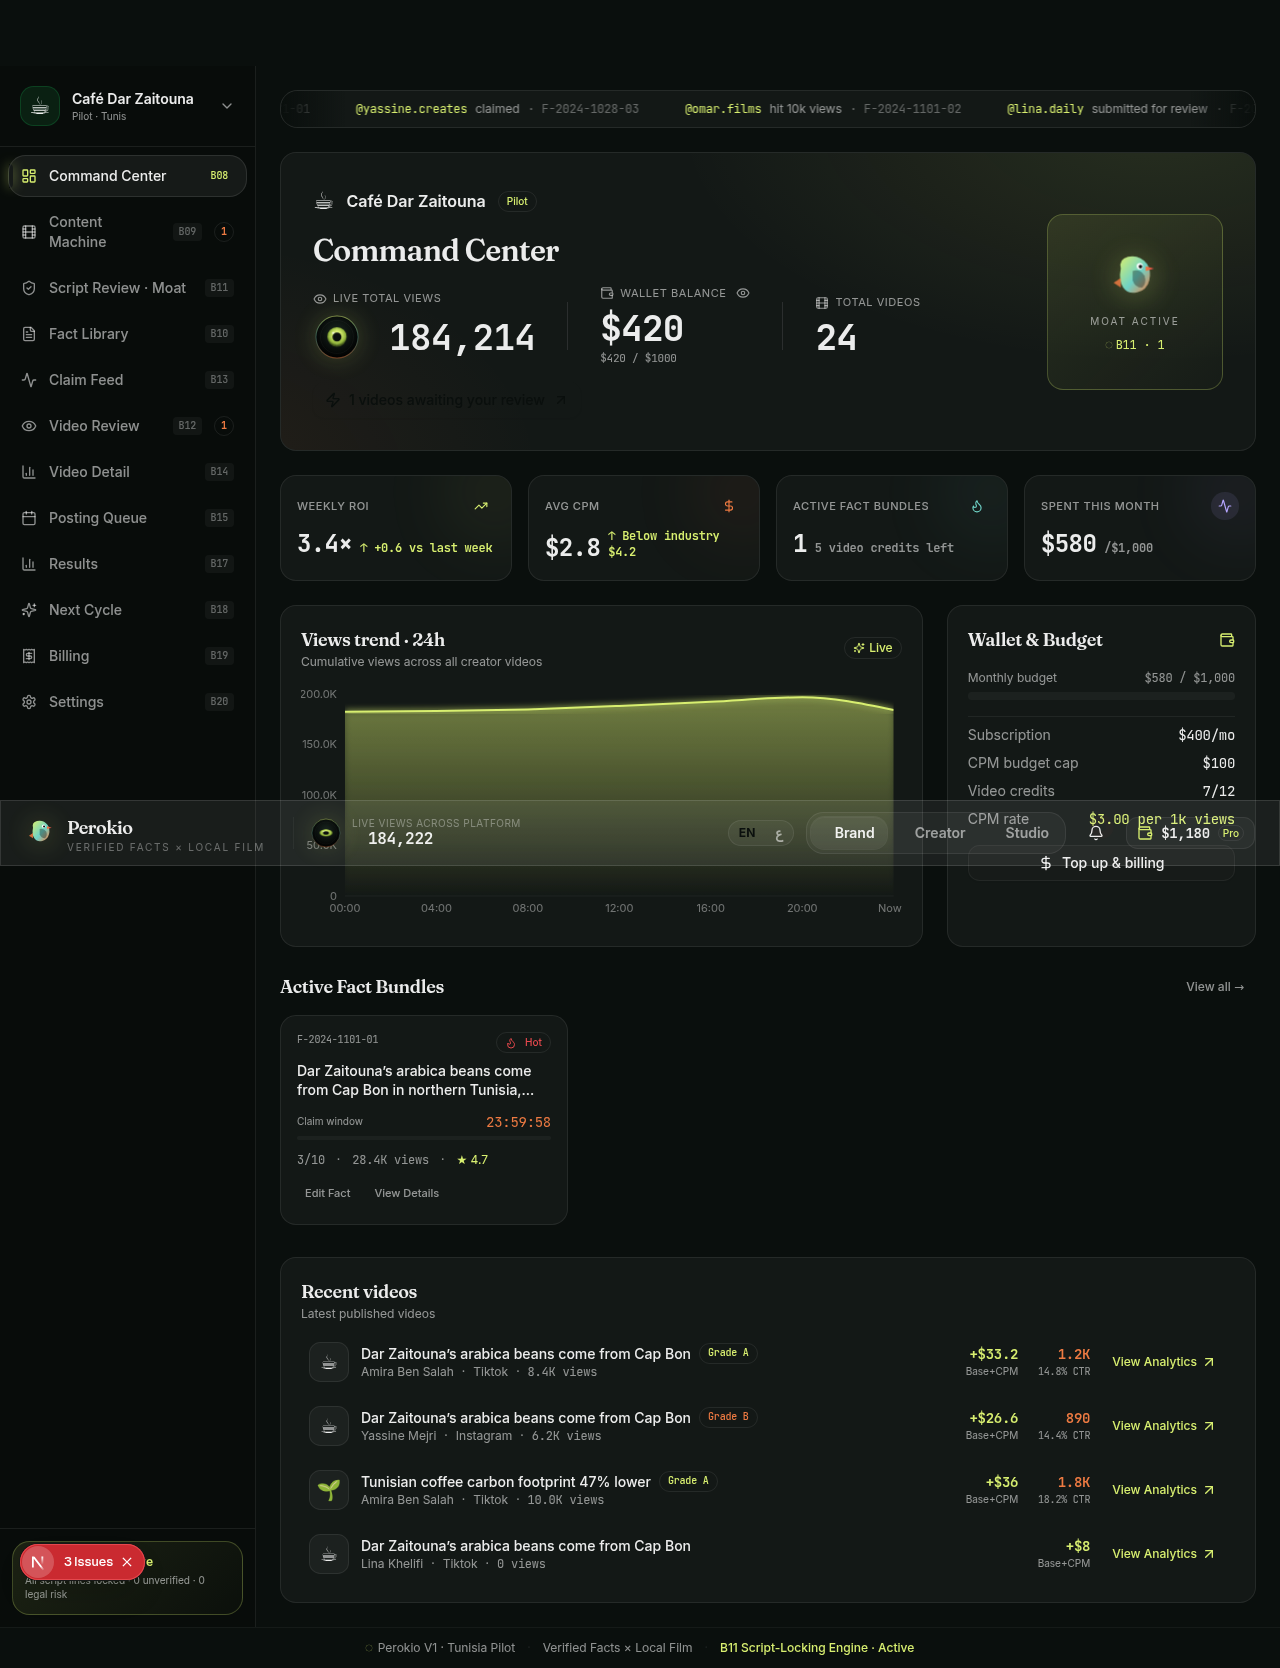 @yassine.creates claimed · F-2024-1028-03
@omar.films hit 10k views · F-2024-1101-02
@lina.daily submitted for review ·
Café Dar Zaitouna
Pilot · Tunis
Command Center B08
Content Machine B09 1
Script Review · Moat B11
Fact Library B10
Claim Feed B13
Video Review B12 1
Video Detail B14
Posting Queue B15
Results B17
Next Cycle B18
Billing B19
Settings B20
Café Dar Zaitouna Pilot
Command Center
LIVE TOTAL VIEWS
184,214
WALLET BALANCE
$420
$420 / $1000
TOTAL VIDEOS
24
1 videos awaiting your review
MOAT ACTIVE
B11 · 1
WEEKLY ROI
3.4× ↑ +0.6 vs last week
AVG CPM
$2.8 ↑ Below industry $4.2
ACTIVE FACT BUNDLES
1 5 video credits left
SPENT THIS MONTH
$580 /$1,000
Views trend · 24h
Cumulative views across all creator videos
Live
200.0K
150.0K
100.0K
0
00:00 04:00 08:00 12:00 16:00 20:00 Now
Wallet & Budget
Monthly budget $580 / $1,000
Subscription $400/mo
CPM budget cap $100
Video credits 7/12
CPM rate $3.00 per 1k views
Top up & billing
Perokio
VERIFIED FACTS × LOCAL FILM
LIVE VIEWS ACROSS PLATFORM
184,222
EN ع
Brand Creator Studio
$1,180 Pro
Active Fact Bundles
View all →
F-2024-1101-01 Hot
Dar Zaitouna's arabica beans come
from Cap Bon in northern Tunisia,...
Claim window 23:59:58
3/10 · 28.4K views · ★ 4.7
Edit Fact View Details
Recent videos
Latest published videos
Dar Zaitouna's arabica beans come from Cap Bon Grade A
Amira Ben Salah · Tiktok · 8.4K views
+$33.2 1.2K
Base+CPM 14.8% CTR
View Analytics
Dar Zaitouna's arabica beans come from Cap Bon Grade B
Yassine Mejri · Instagram · 6.2K views
+$26.6 890
Base+CPM 14.4% CTR
View Analytics
Tunisian coffee carbon footprint 47% lower Grade A
Amira Ben Salah · Tiktok · 10.0K views
+$36 1.8K
Base+CPM 18.2% CTR
View Analytics
Dar Zaitouna's arabica beans come from Cap Bon
Lina Khelifi · Tiktok · 0 views
+$8
Base+CPM
View Analytics
N 3 Issues
All script lines locked · 0 unverified · 0
legal risk
Perokio V1 · Tunisia Pilot · Verified Facts × Local Film · B11 Script-Locking Engine · Active